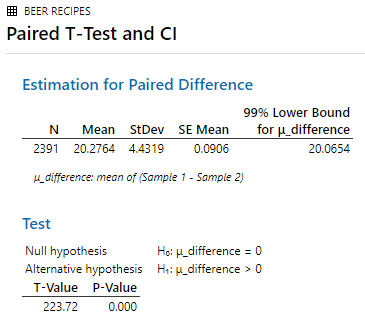 BEER RECIPES
Paired T-Test and CI
Estimation for Paired Difference
99% Lower Bound
N Mean StDev SE Mean for μ_difference
2391 20.2764 4.4319 0.0906 20.0654
μ_difference: mean of (Sample 1 - Sample 2)
Test
Null hypothesis H₀: μ_difference = 0
Alternative hypothesis H₁: μ_difference > 0
T-Value P-Value
223.72 0.000